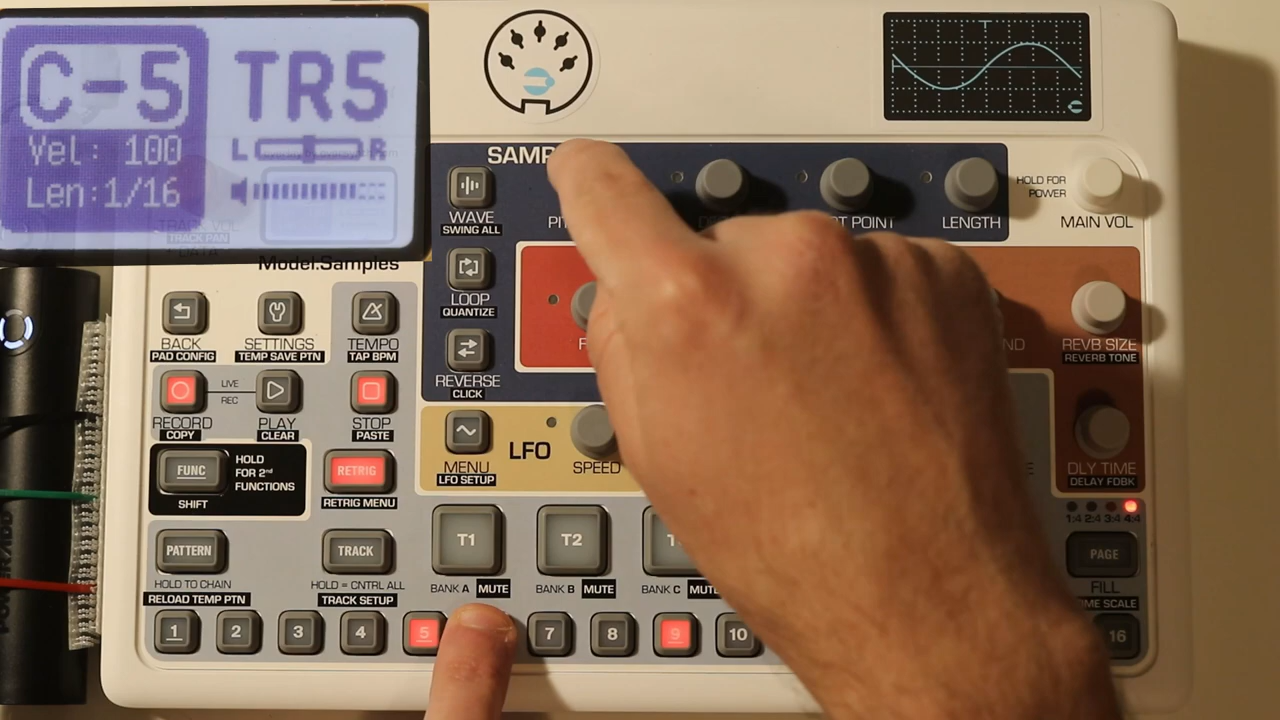 C-5 TR5
Vel: 100 L R
Len:1/16
TRACK VOL
TRACK PAN
+ DATA
Model:Samples
WAVE
SWING ALL
LENGTH
HOLD FOR
POWER
MAIN VOL
BACK
PAD CONFIG
SETTINGS
TEMP SAVE PTN
TEMPO
TAP BPM
LOOP
QUANTIZE
REVB SIZE
REVERB TONE
RECORD
COPY
LIVE
REC
PLAY
CLEAR
STOP
PASTE
REVERSE
CLICK
FUNC
SHIFT
HOLD
FOR 2nd
FUNCTIONS
RETRIG
RETRIG MENU
MENU
LFO SETUP
LFO
SPEED
DLY TIME
DELAY FDBK
1:4 2:4 3:4 4:4
PATTERN
HOLD TO CHAIN
RELOAD TEMP PTN
TRACK
HOLD = CNTRL ALL
TRACK SETUP
T1
BANK A MUTE
T2
BANK B MUTE
BANK C
PAGE
FILL
1 2 3 4 5 7 8 9 10 16